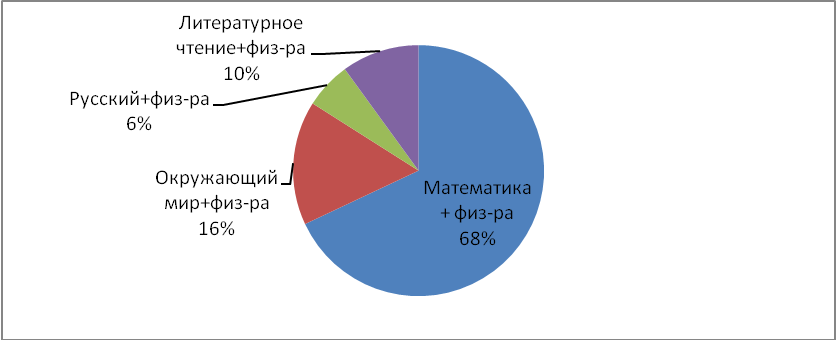 Литературное
чтение+физ-ра
10%
Русский+физ-ра
6%
Окружающий
мир+физ-ра
16%
Математика
+ физ-ра
68%